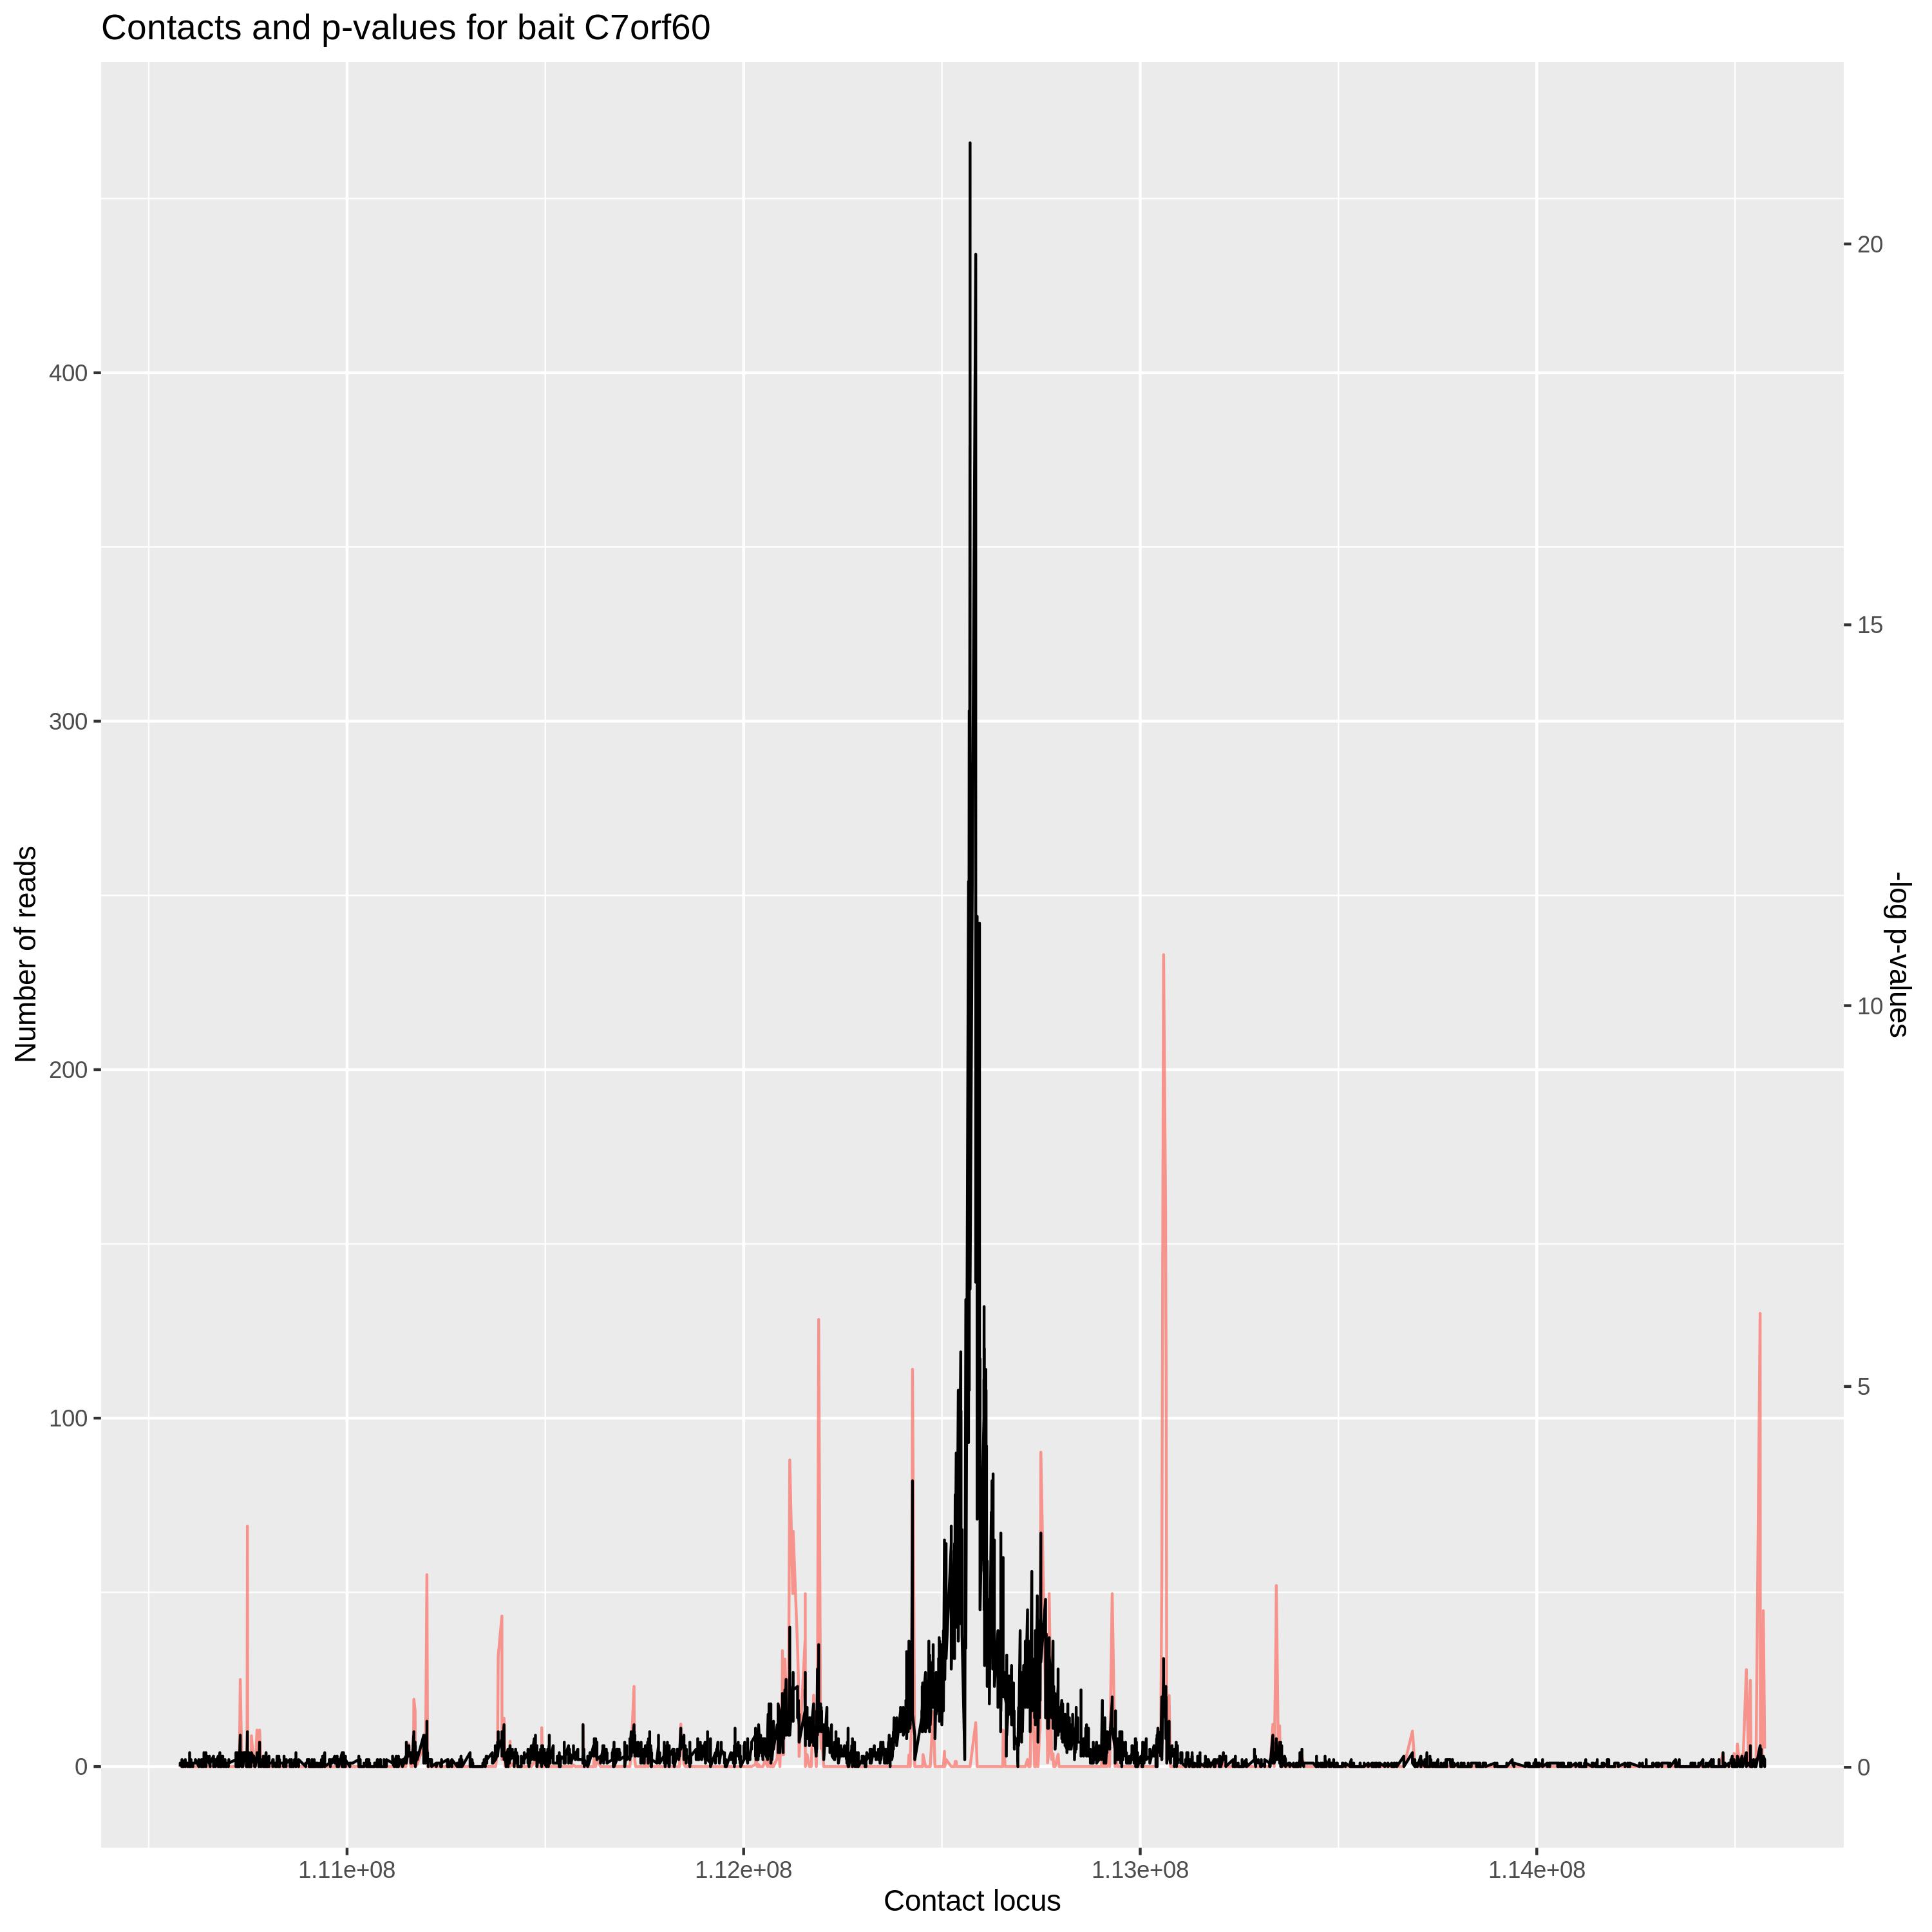 Contacts and p-values for bait C7orf60
Number of reads
400
300
200
100
0
20
15
10
5
0
-log p-values
1.11e+08
1.12e+08
1.13e+08
1.14e+08
Contact locus